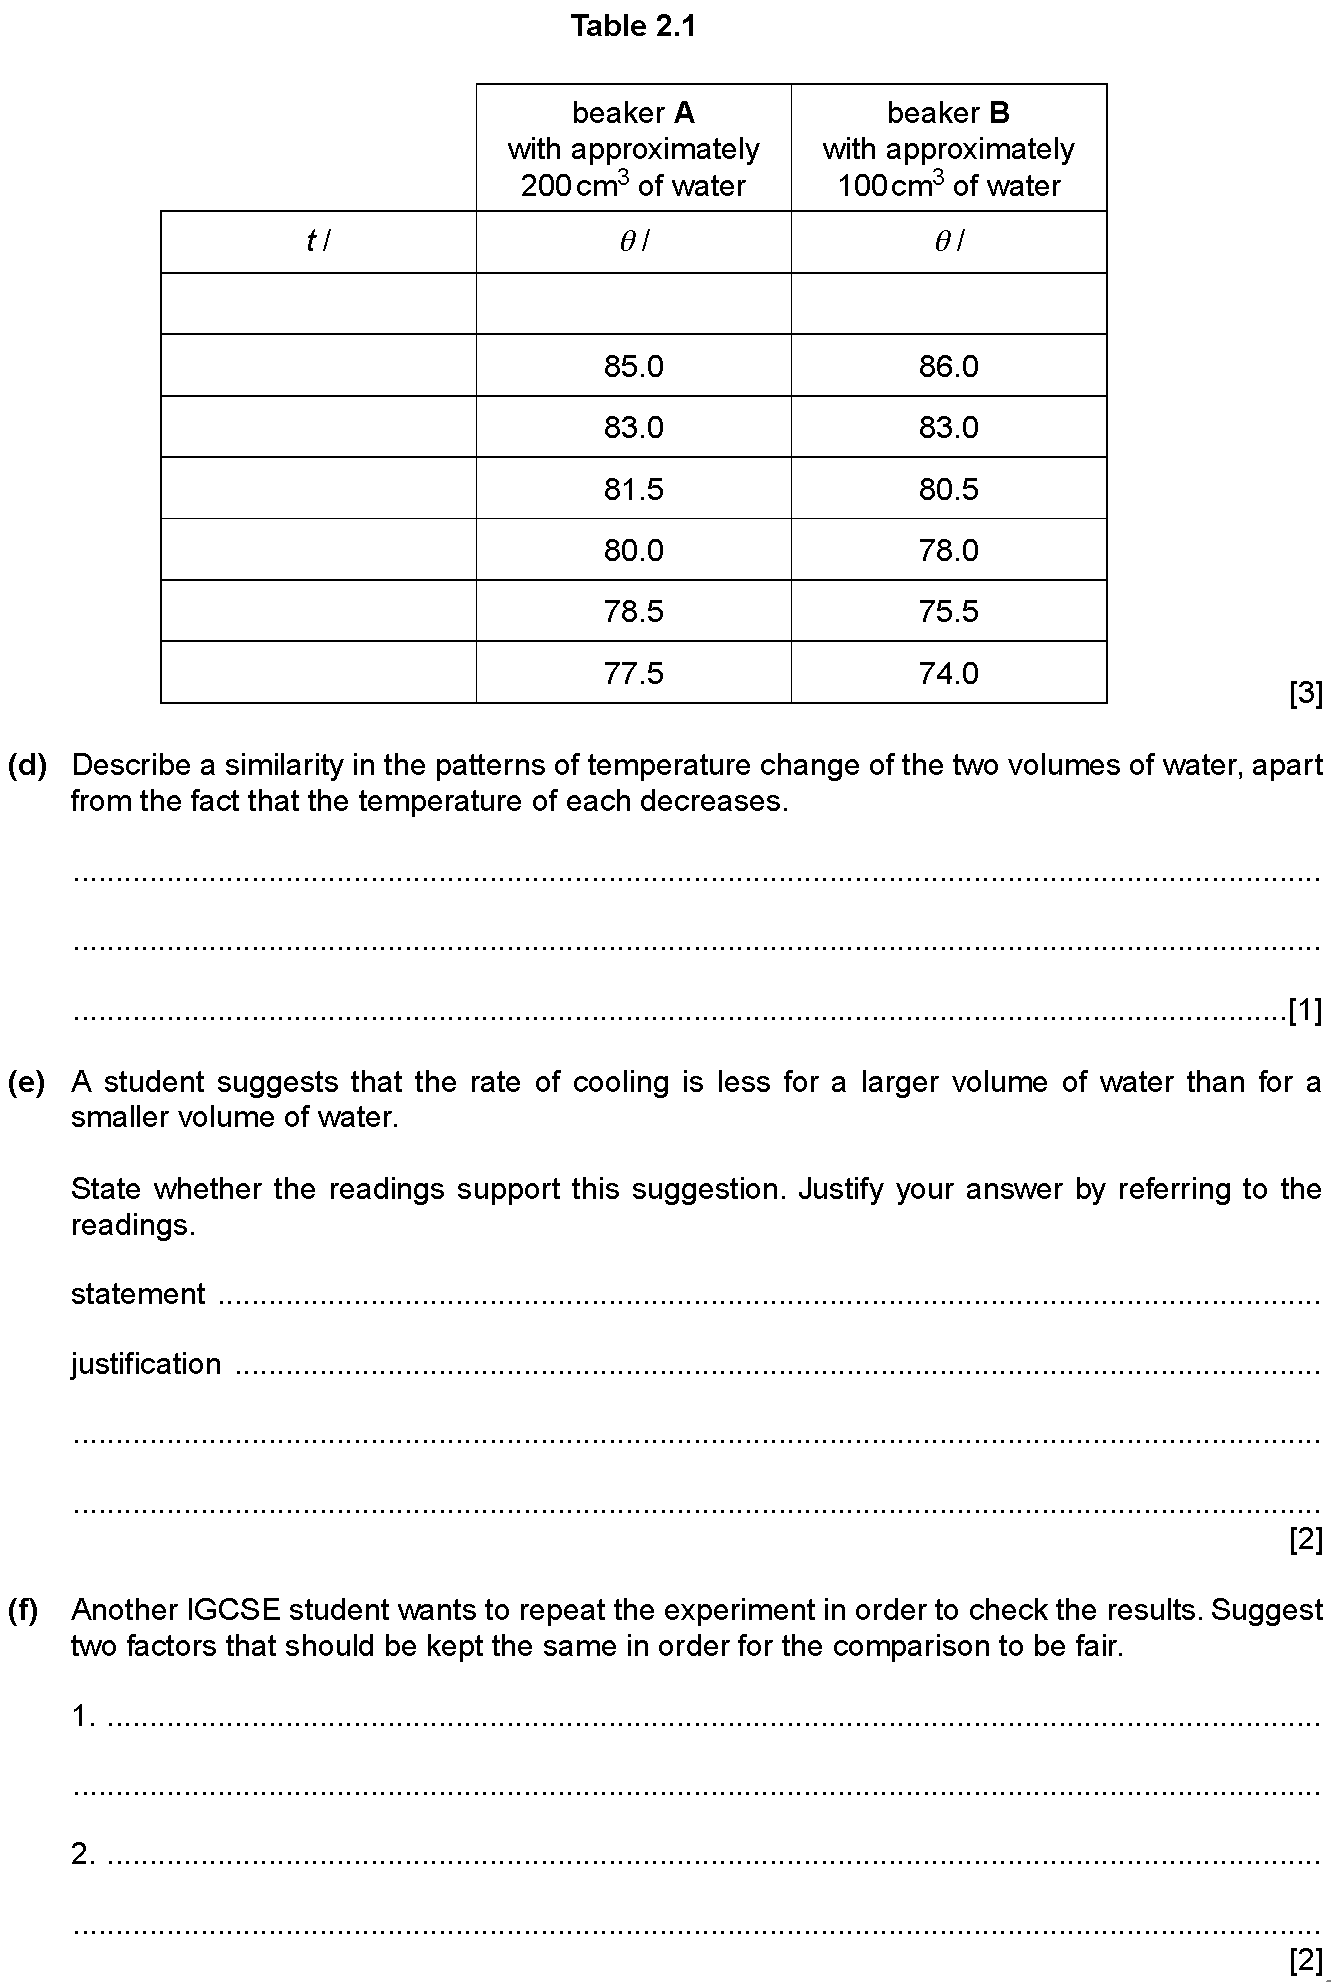 Table 2.1
beaker A
with approximately
200 cm³ of water
beaker B
with approximately
100 cm³ of water
t / θ / θ /
85.0 86.0
83.0 83.0
81.5 80.5
80.0 78.0
78.5 75.5
77.5 74.0
[3]
(d) Describe a similarity in the patterns of temperature change of the two volumes of water, apart
from the fact that the temperature of each decreases.
[1]
(e) A student suggests that the rate of cooling is less for a larger volume of water than for a
smaller volume of water.
State whether the readings support this suggestion. Justify your answer by referring to the
readings.
statement
justification
[2]
(f) Another IGCSE student wants to repeat the experiment in order to check the results. Suggest
two factors that should be kept the same in order for the comparison to be fair.
1.
2.
[2]